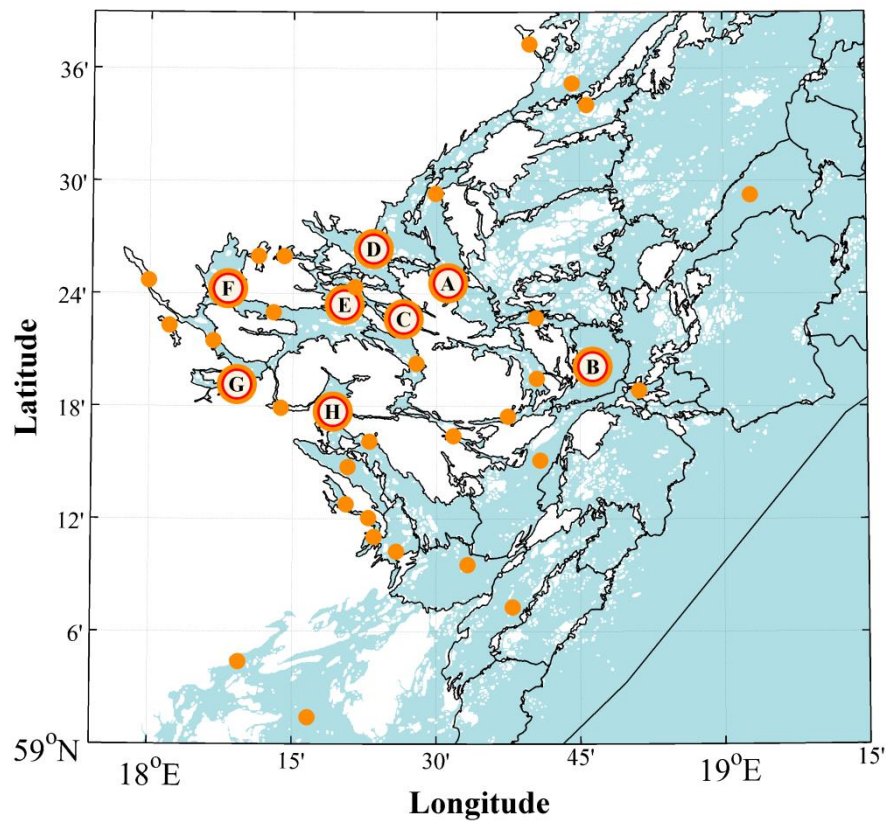 36'
30'
D
A
24'
F
E
C
B
G
18'
H
12'
6'
59°N
18°E
15'
30'
45'
19°E
15'
Latitude
Longitude